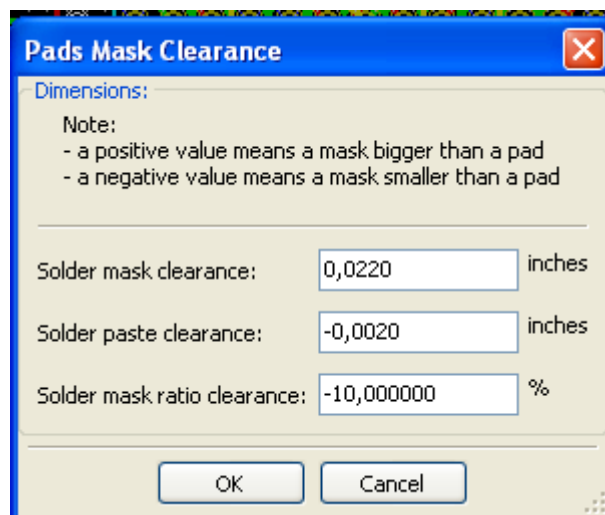 Pads Mask Clearance
Dimensions:
Note:
- a positive value means a mask bigger than a pad
- a negative value means a mask smaller than a pad
Solder mask clearance: 0,0220 inches
Solder paste clearance: -0,0020 inches
Solder mask ratio clearance: -10,000000 %
OK Cancel